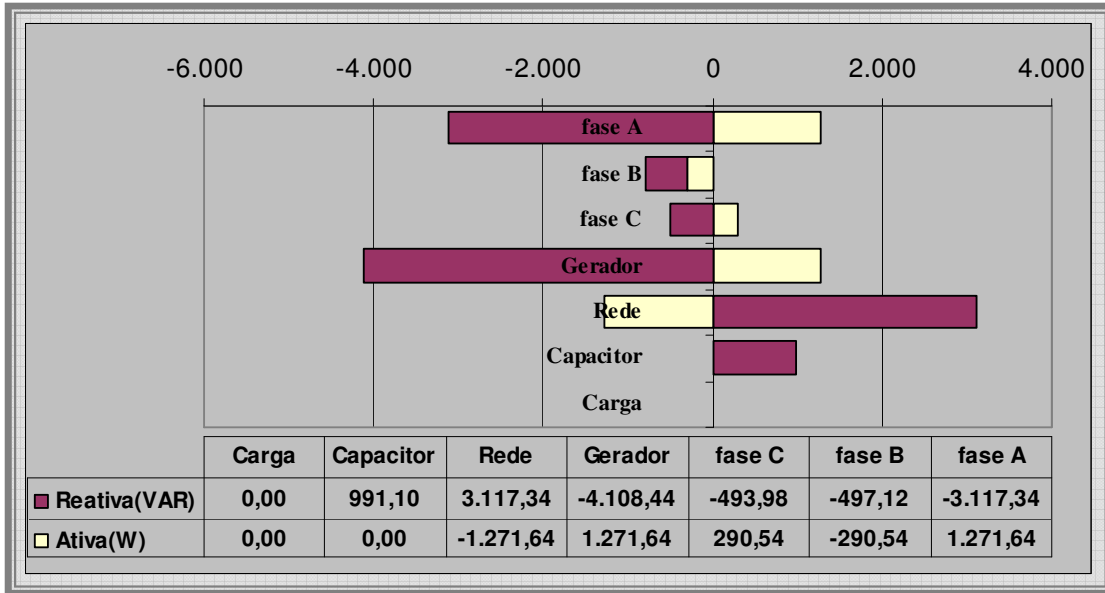 -6.000 -4.000 -2.000 0 2.000 4.000
fase A
fase B
fase C
Gerador
Rede
Capacitor
Carga
Carga Capacitor Rede Gerador fase C fase B fase A
Reativa(VAR) 0,00 991,10 3.117,34 -4.108,44 -493,98 -497,12 -3.117,34
Ativa(W) 0,00 0,00 -1.271,64 1.271,64 290,54 -290,54 1.271,64